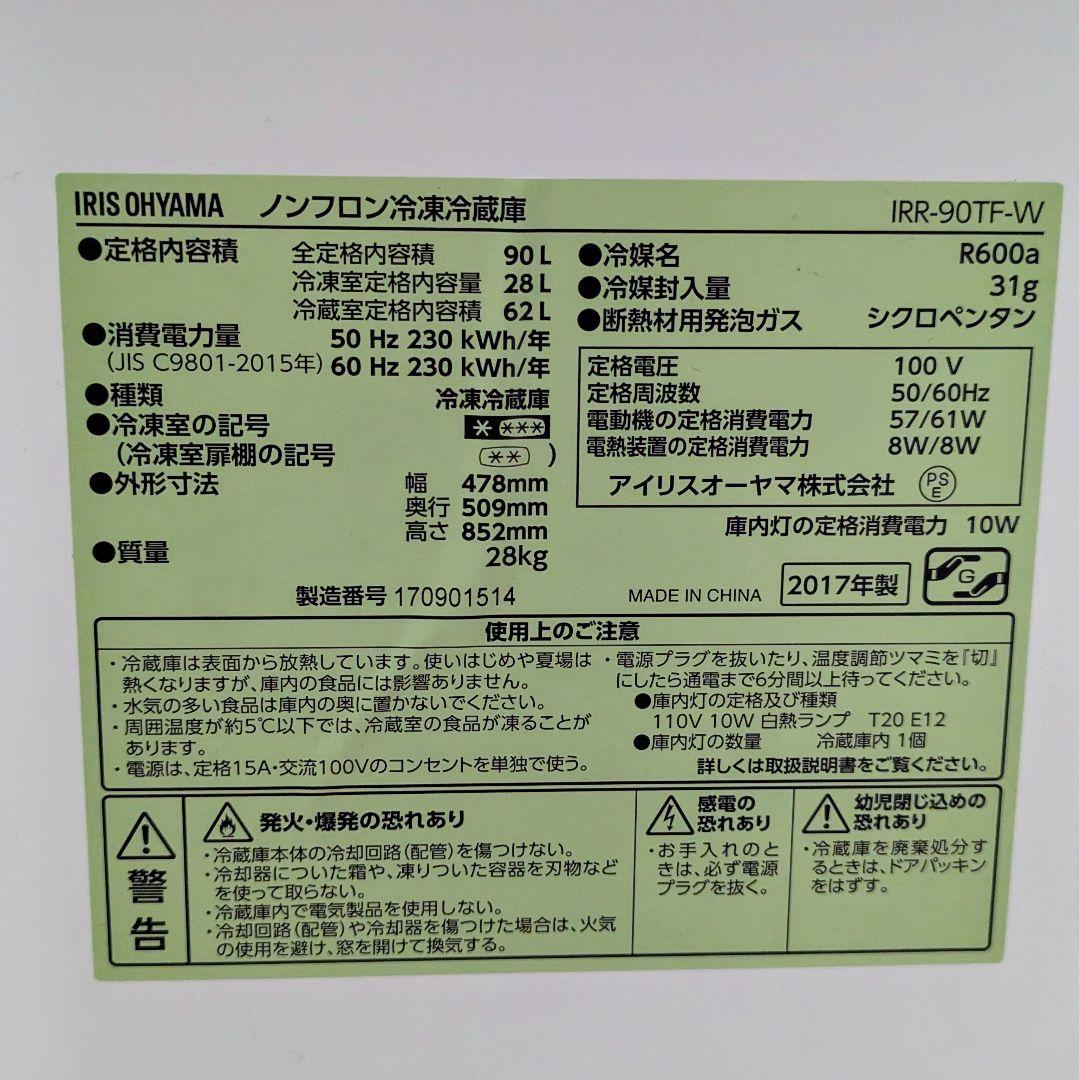 IRIS OHYAMA ノンフロン冷凍冷蔵庫 IRR-90TF-W
●定格内容積 全定格内容積 90 L
冷凍室定格内容量 28 L
冷蔵室定格内容積 62 L
●消費電力量 50 Hz 230 kWh/年
(JIS C9801-2015年) 60 Hz 230 kWh/年
●種類 冷凍冷蔵庫
●冷凍室の記号 * ***
(冷凍室扉棚の記号 ** )
●外形寸法 幅 478mm
奥行 509mm
高さ 852mm
●質量 28kg
●冷媒名 R600a
●冷媒封入量 31g
●断熱材用発泡ガス シクロペンタン
定格電圧 100 V
定格周波数 50/60Hz
電動機の定格消費電力 57/61W
電熱装置の定格消費電力 8W/8W
アイリスオーヤマ株式会社 PS E
庫内灯の定格消費電力 10W
製造番号 170901514 MADE IN CHINA 2017年製 G
使用上のご注意
・冷蔵庫は表面から放熱しています。使いはじめや夏場は
熱くなりますが、庫内の食品には影響ありません。
・水気の多い食品は庫内の奥に置かないでください。
・周囲温度が約5℃以下では、冷蔵室の食品が凍ることが
あります。
・電源は、定格15A・交流100Vのコンセントを単独で使う。
・電源プラグを抜いたり、温度調節ツマミを『切』
にしたら通電まで6分間以上待ってください。
●庫内灯の定格及び種類
110V 10W 白熱ランプ T20 E12
●庫内灯の数量 冷蔵庫内 1個
詳しくは取扱説明書をご覧ください。
警告
発火・爆発の恐れあり
・冷蔵庫本体の冷却回路(配管)を傷つけない。
・冷却器についた霜や、凍りついた容器を刃物など
を使って取らない。
・冷蔵庫内で電気製品を使用しない。
・冷却回路(配管)や冷却器を傷つけた場合は、火気
の使用を避け、窓を開けて換気する。
感電の
恐れあり
・お手入れのと
きは、必ず電源
プラグを抜く。
幼児閉じ込めの
恐れあり
・冷蔵庫を廃棄処分す
るときは、ドアパッキン
をはずす。